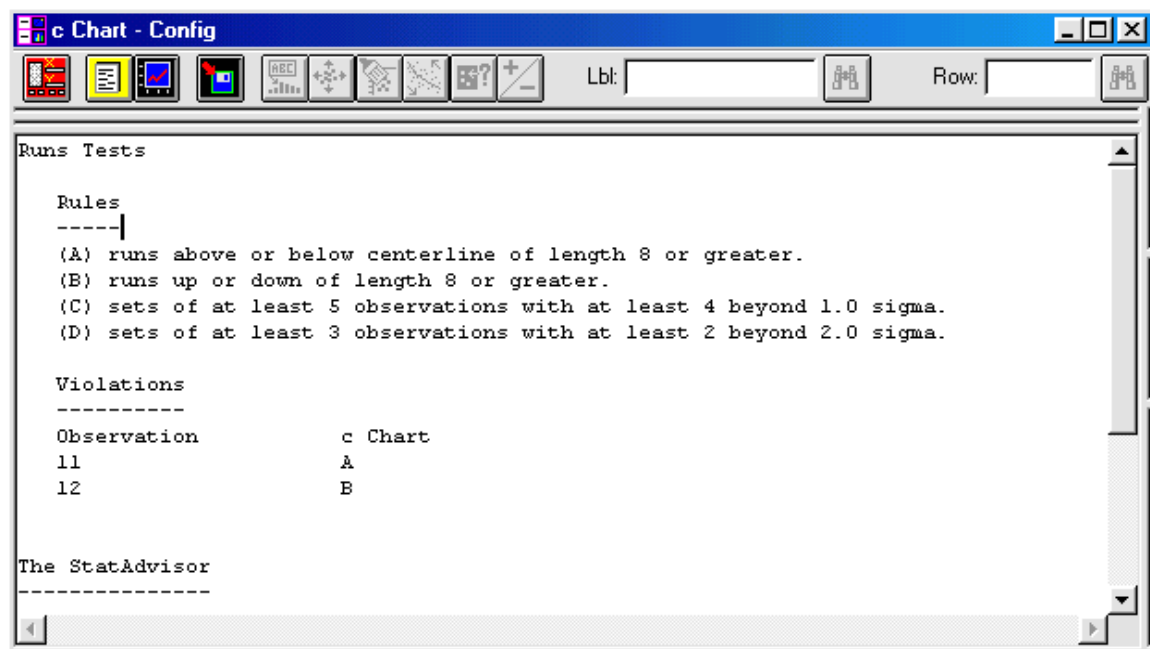 c Chart - Config
ABC
Lbl:
Row:
Runs Tests
Rules
-----
(A) runs above or below centerline of length 8 or greater.
(B) runs up or down of length 8 or greater.
(C) sets of at least 5 observations with at least 4 beyond 1.0 sigma.
(D) sets of at least 3 observations with at least 2 beyond 2.0 sigma.
Violations
----------
Observation c Chart
11 A
12 B
The StatAdvisor
---------------